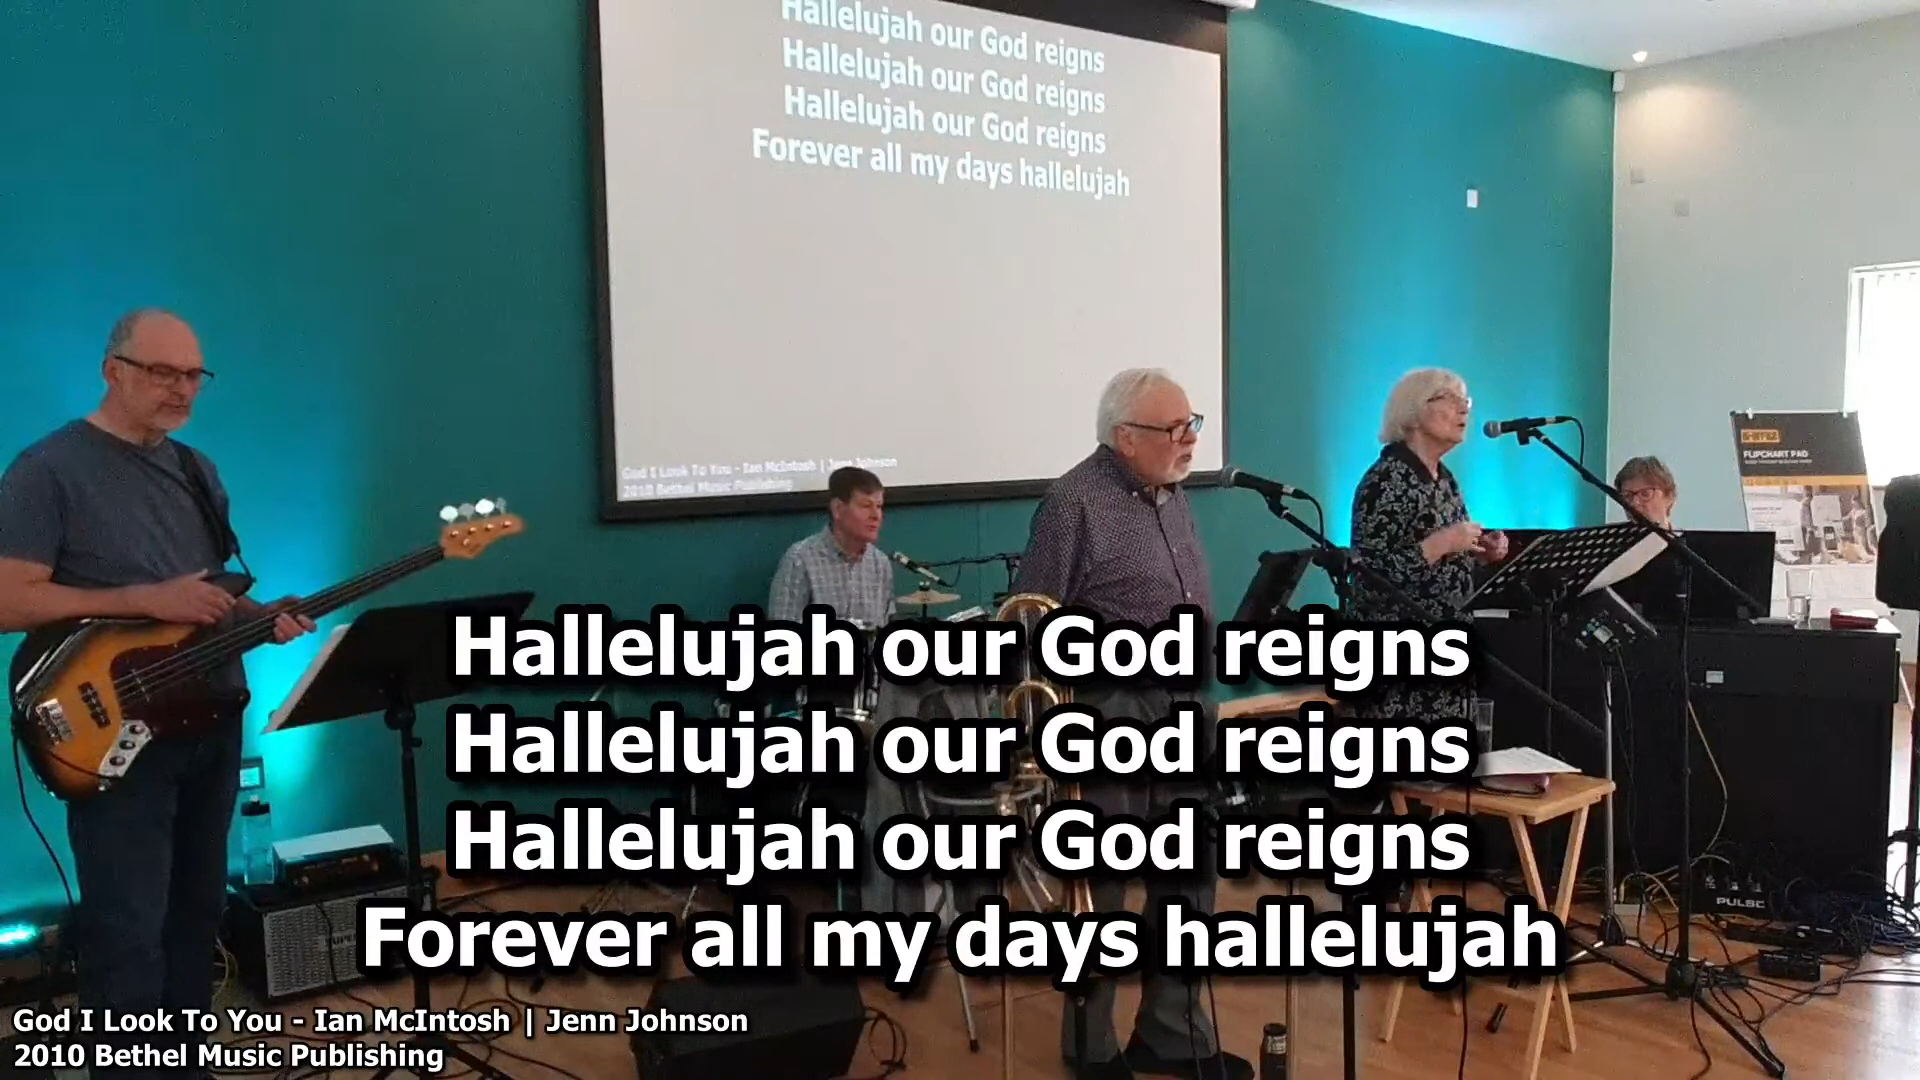 Hallelujah our God reigns
Hallelujah our God reigns
Hallelujah our God reigns
Forever all my days hallelujah
God I Look To You - Ian McIntosh | Jenn Johnson
2010 Bethel Music Publishing
FLIPCHART PAD
Hallelujah our God reigns
Hallelujah our God reigns
Hallelujah our God reigns
Forever all my days hallelujah
PULSE
God I Look To You - Ian McIntosh | Jenn Johnson
2010 Bethel Music Publishing